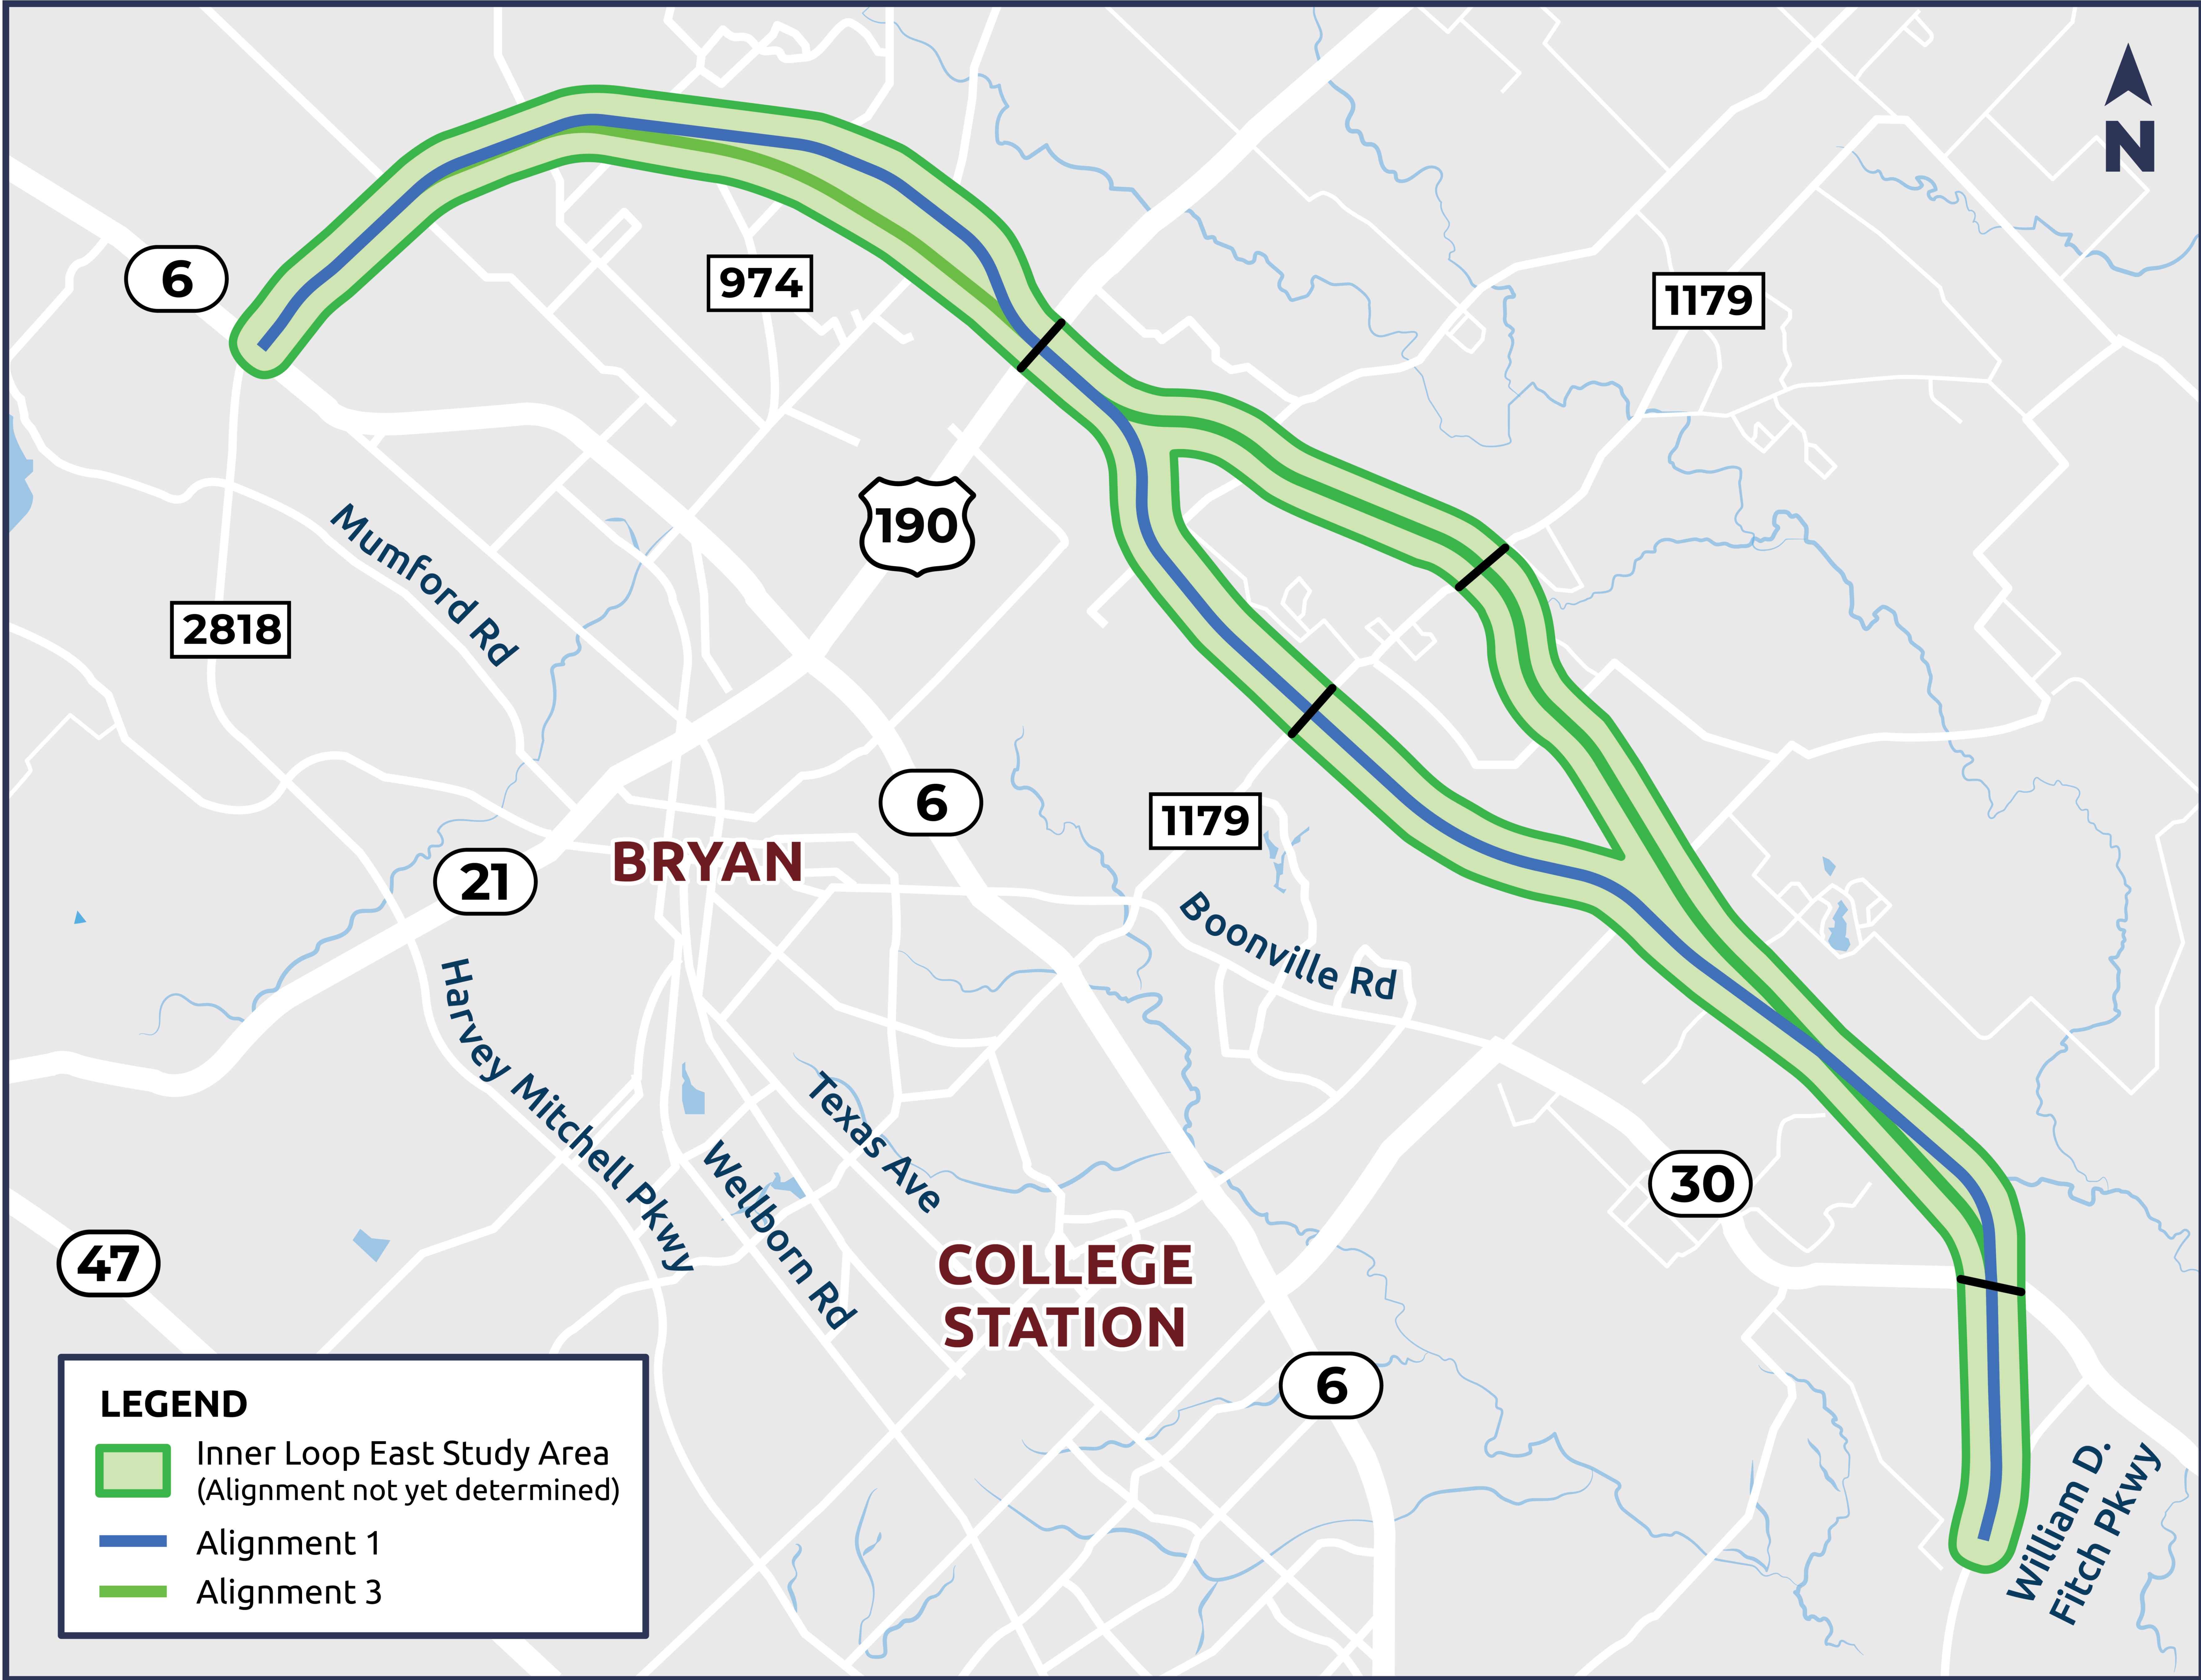 N
6
974
1179
190
Mumford Rd
2818
6
1179
21
BRYAN
Boonville Rd
Harvey Mitchell Pkwy
Texas Ave
Wellborn Rd
30
47
COLLEGE
STATION
6
William D.
Fitch Pkwy
LEGEND
Inner Loop East Study Area
(Alignment not yet determined)
Alignment 1
Alignment 3